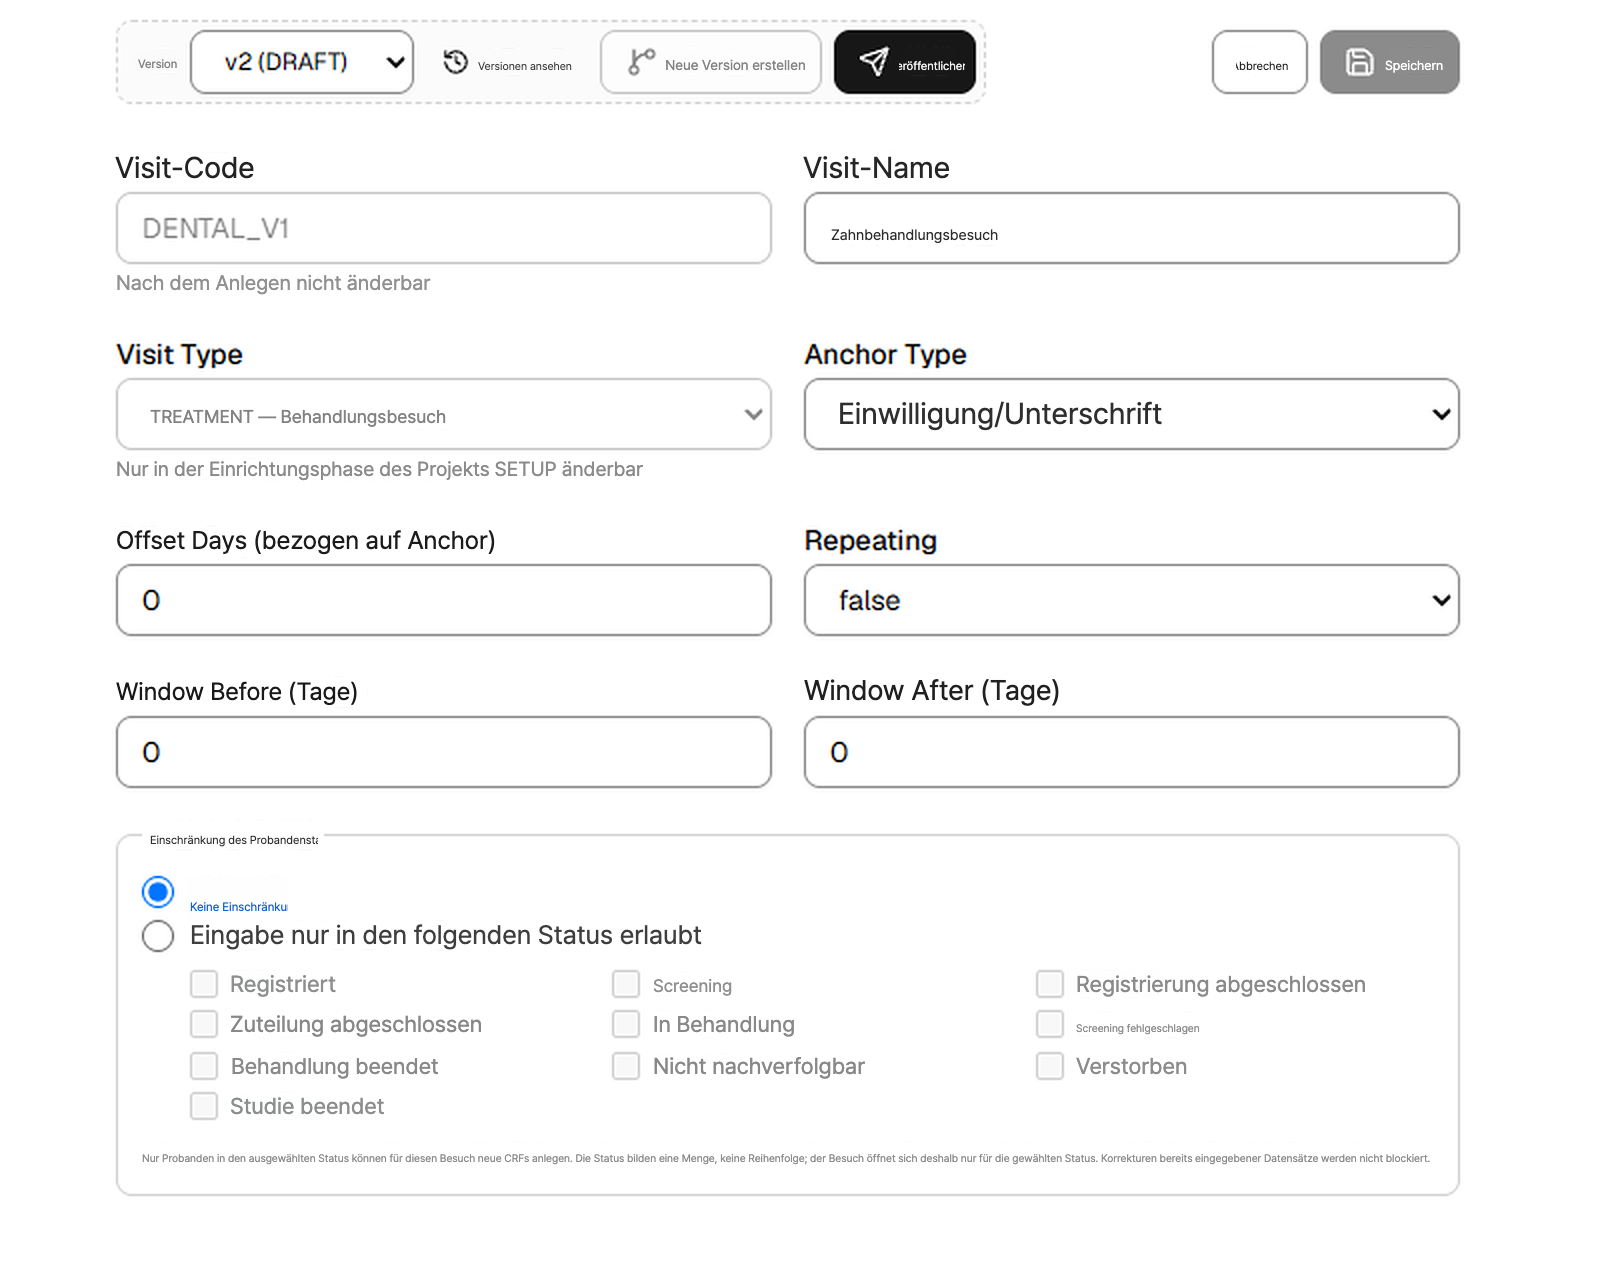 Version v2 (DRAFT) Versionen ansehen Neue Version erstellen eröffentlichen Abbrechen Speichern
Visit-Code Visit-Name
DENTAL_V1 Zahnbehandlungsbesuch
Nach dem Anlegen nicht änderbar
Visit Type Anchor Type
TREATMENT — Behandlungsbesuch Einwilligung/Unterschrift
Nur in der Einrichtungsphase des Projekts SETUP änderbar
Offset Days (bezogen auf Anchor) Repeating
0 false
Window Before (Tage) Window After (Tage)
0 0
Einschränkung des Probandensta
Keine Einschränku
Eingabe nur in den folgenden Status erlaubt
Registriert Screening Registrierung abgeschlossen
Zuteilung abgeschlossen In Behandlung Screening fehlgeschlagen
Behandlung beendet Nicht nachverfolgbar Verstorben
Studie beendet
Nur Probanden in den ausgewählten Status können für diesen Besuch neue CRFs anlegen. Die Status bilden eine Menge, keine Reihenfolge; der Besuch öffnet sich deshalb nur für die gewählten Status. Korrekturen bereits eingegebener Datensätze werden nicht blockiert.